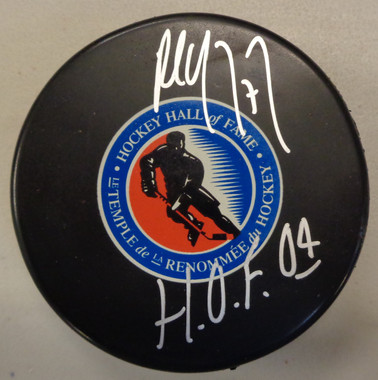 77
• HOCKEY HALL of FAME •
LE TEMPLE de LA RENOMMÉE du HOCKEY
H.O.F. 04